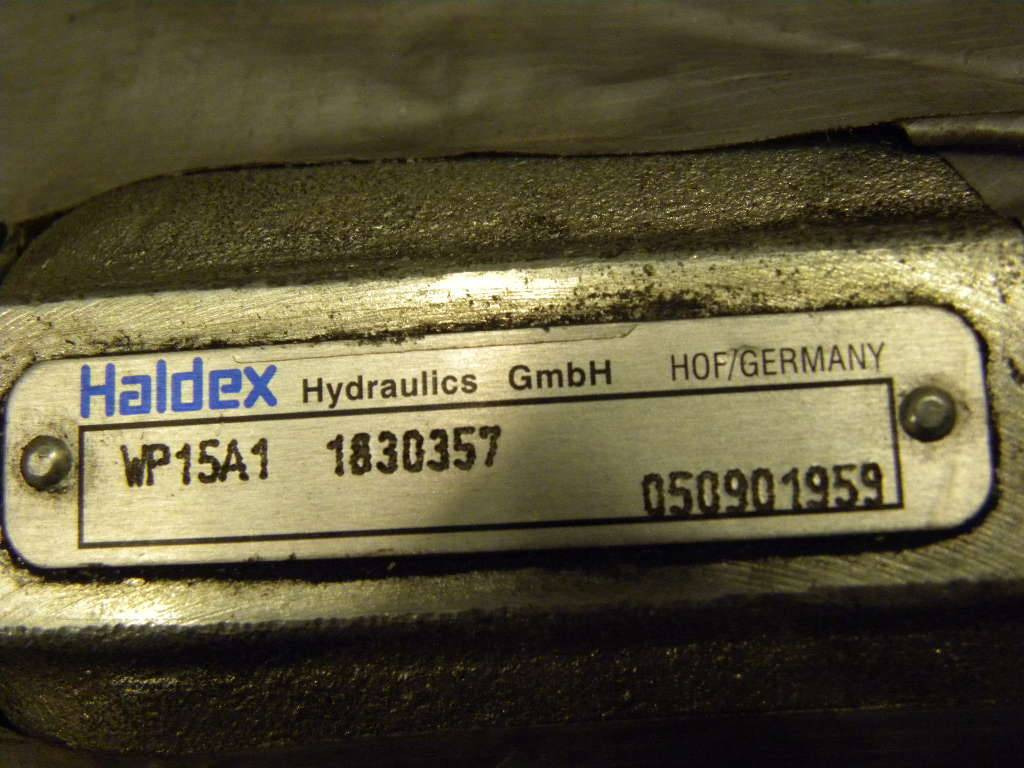 Haldex Hydraulics GmbH HOF/GERMANY
WP15A1 1830357
050901959